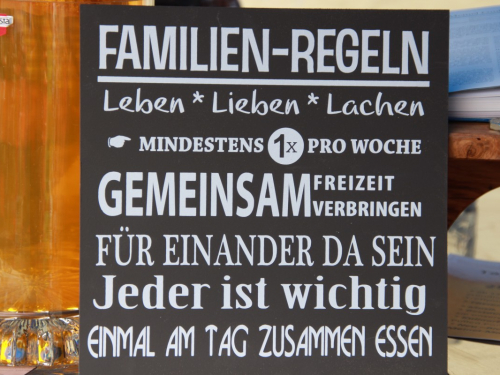 FAMILIEN-REGELN
Leben * Lieben * Lachen
☛ MINDESTENS 1x PRO WOCHE
GEMEINSAM FREIZEIT VERBRINGEN
FÜR EINANDER DA SEIN
Jeder ist wichtig
EINMAL AM TAG ZUSAMMEN ESSEN